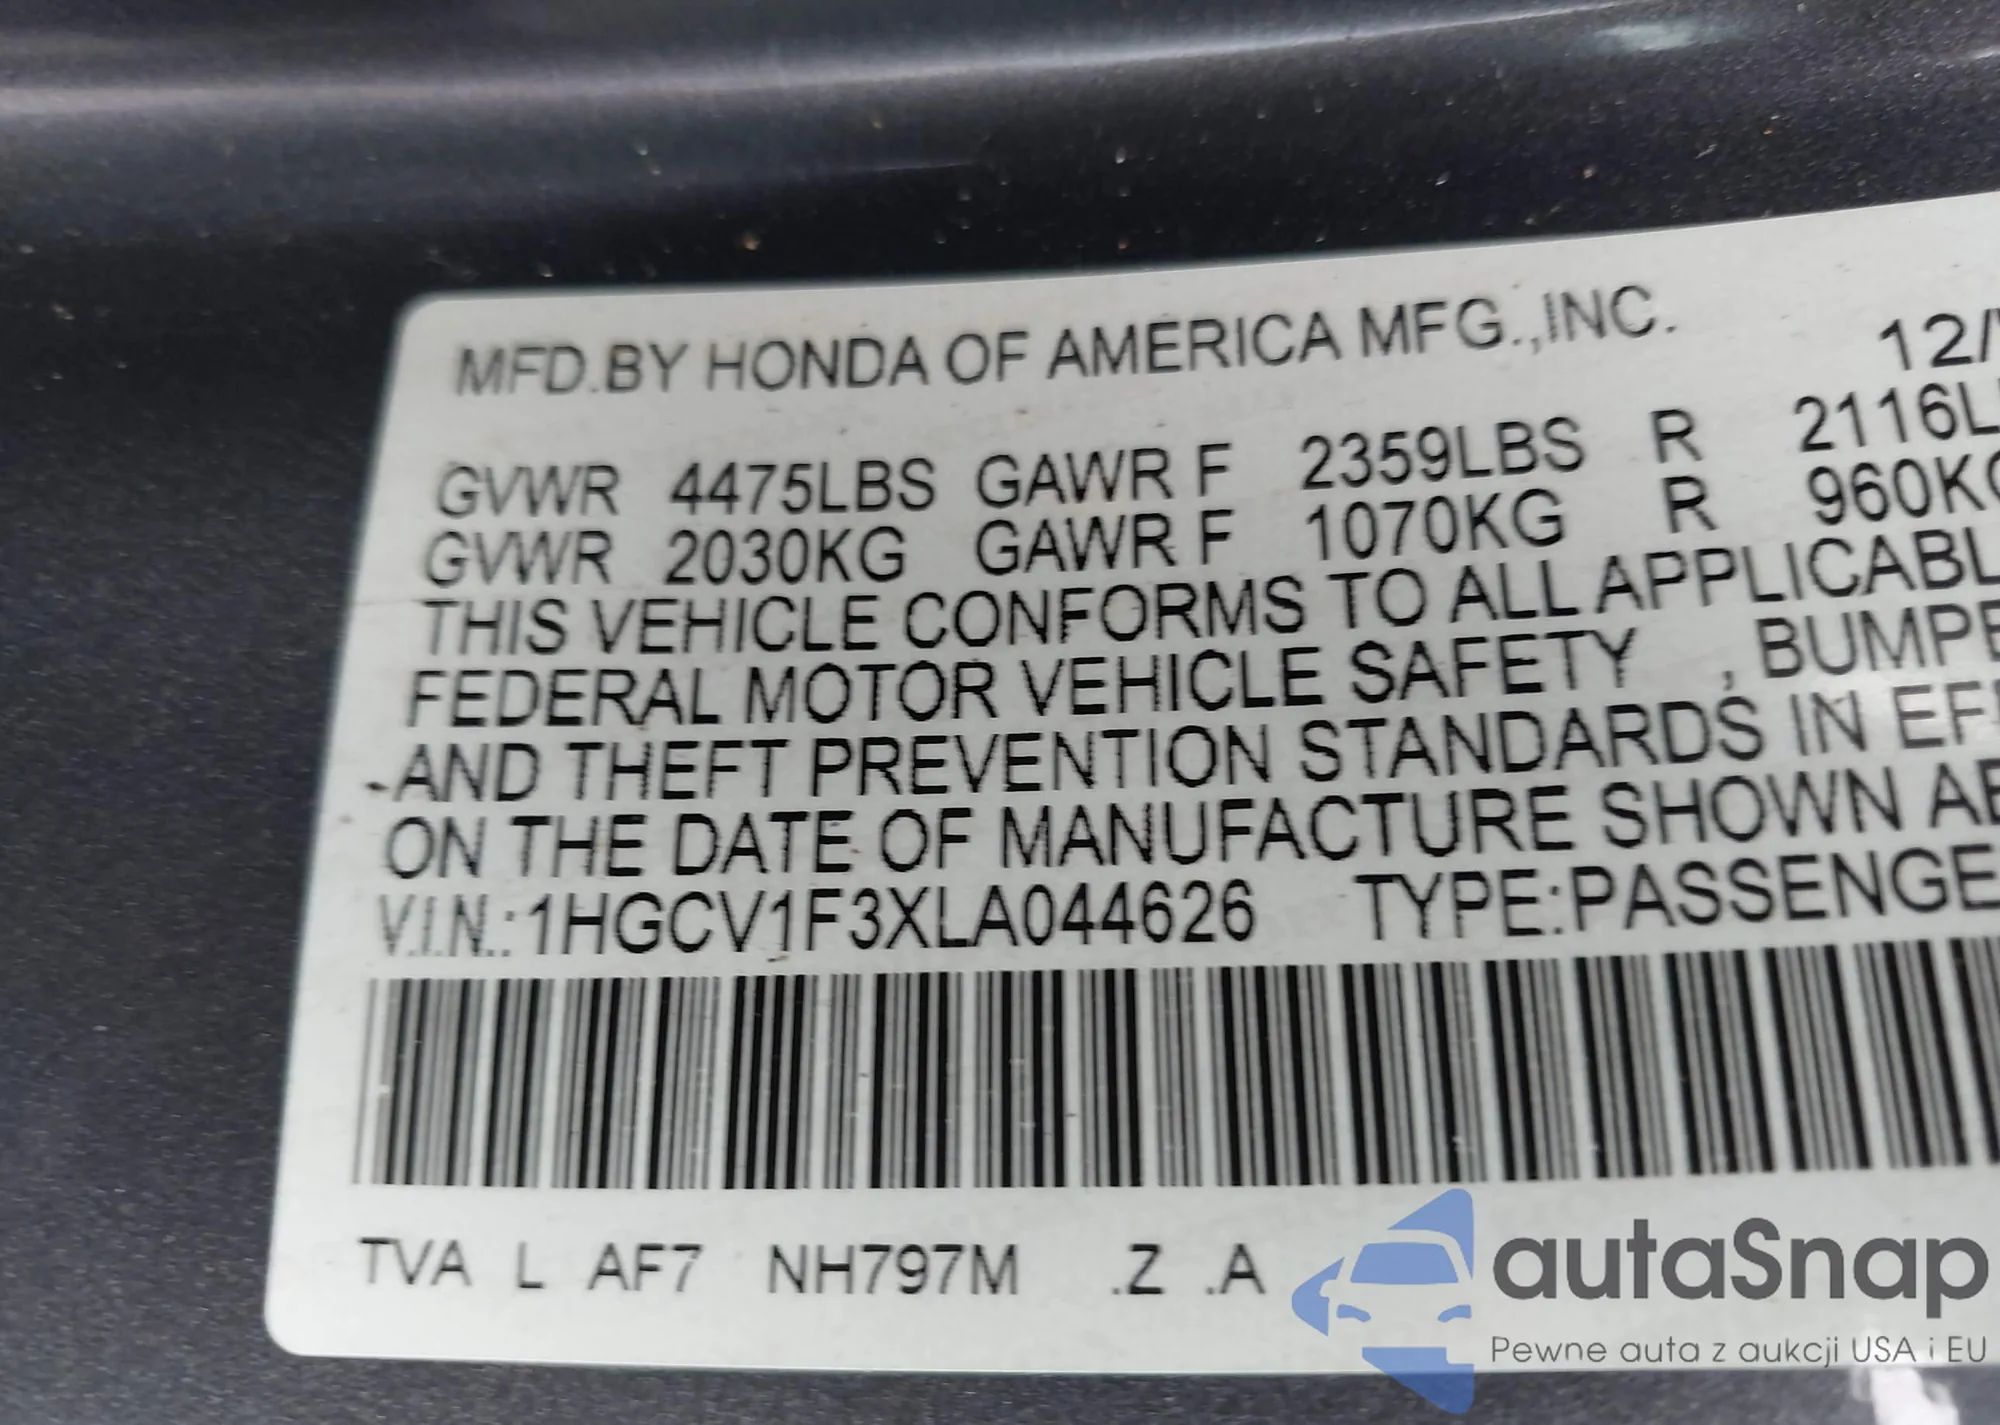 MFD.BY HONDA OF AMERICA MFG.,INC. 12/
GVWR 4475LBS GAWR F 2359LBS R 2116L
GVWR 2030KG GAWR F 1070KG R 960KG
THIS VEHICLE CONFORMS TO ALL APPLICABL
FEDERAL MOTOR VEHICLE SAFETY , BUMPE
AND THEFT PREVENTION STANDARDS IN EF
ON THE DATE OF MANUFACTURE SHOWN AB
V.I.N.:1HGCV1F3XLA044626 TYPE:PASSENGE
TVA L AF7 NH797M .Z .A
autaSnap
Pewne auta z aukcji USA i EU